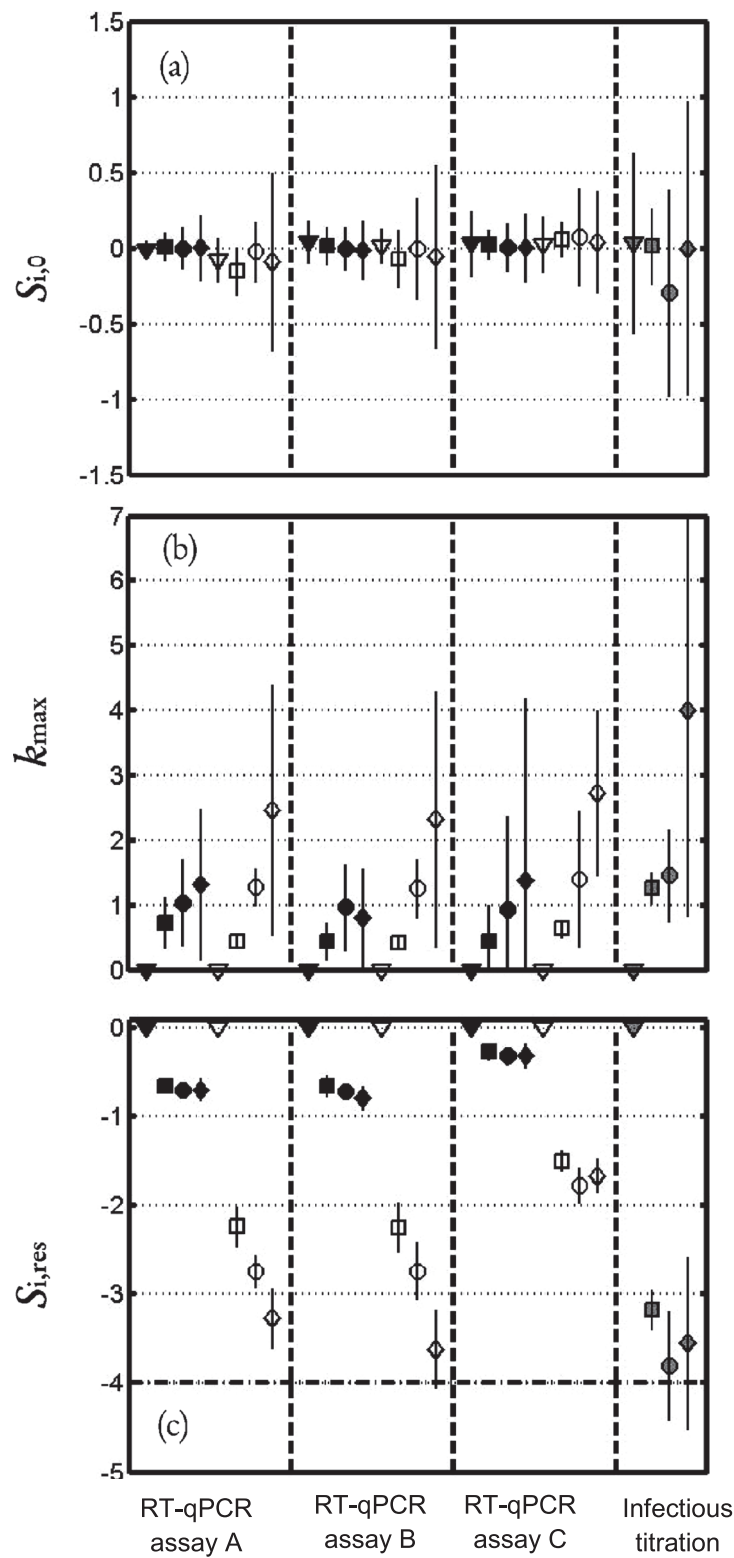 (a)
1.5
1
0.5
0
-0.5
-1
-1.5
Si,0
(b)
7
6
5
4
3
2
1
0
kmax
0
-1
-2
-3
-4
-5
Si,res
(c)
RT-qPCR
assay A
RT-qPCR
assay B
RT-qPCR
assay C
Infectious
titration